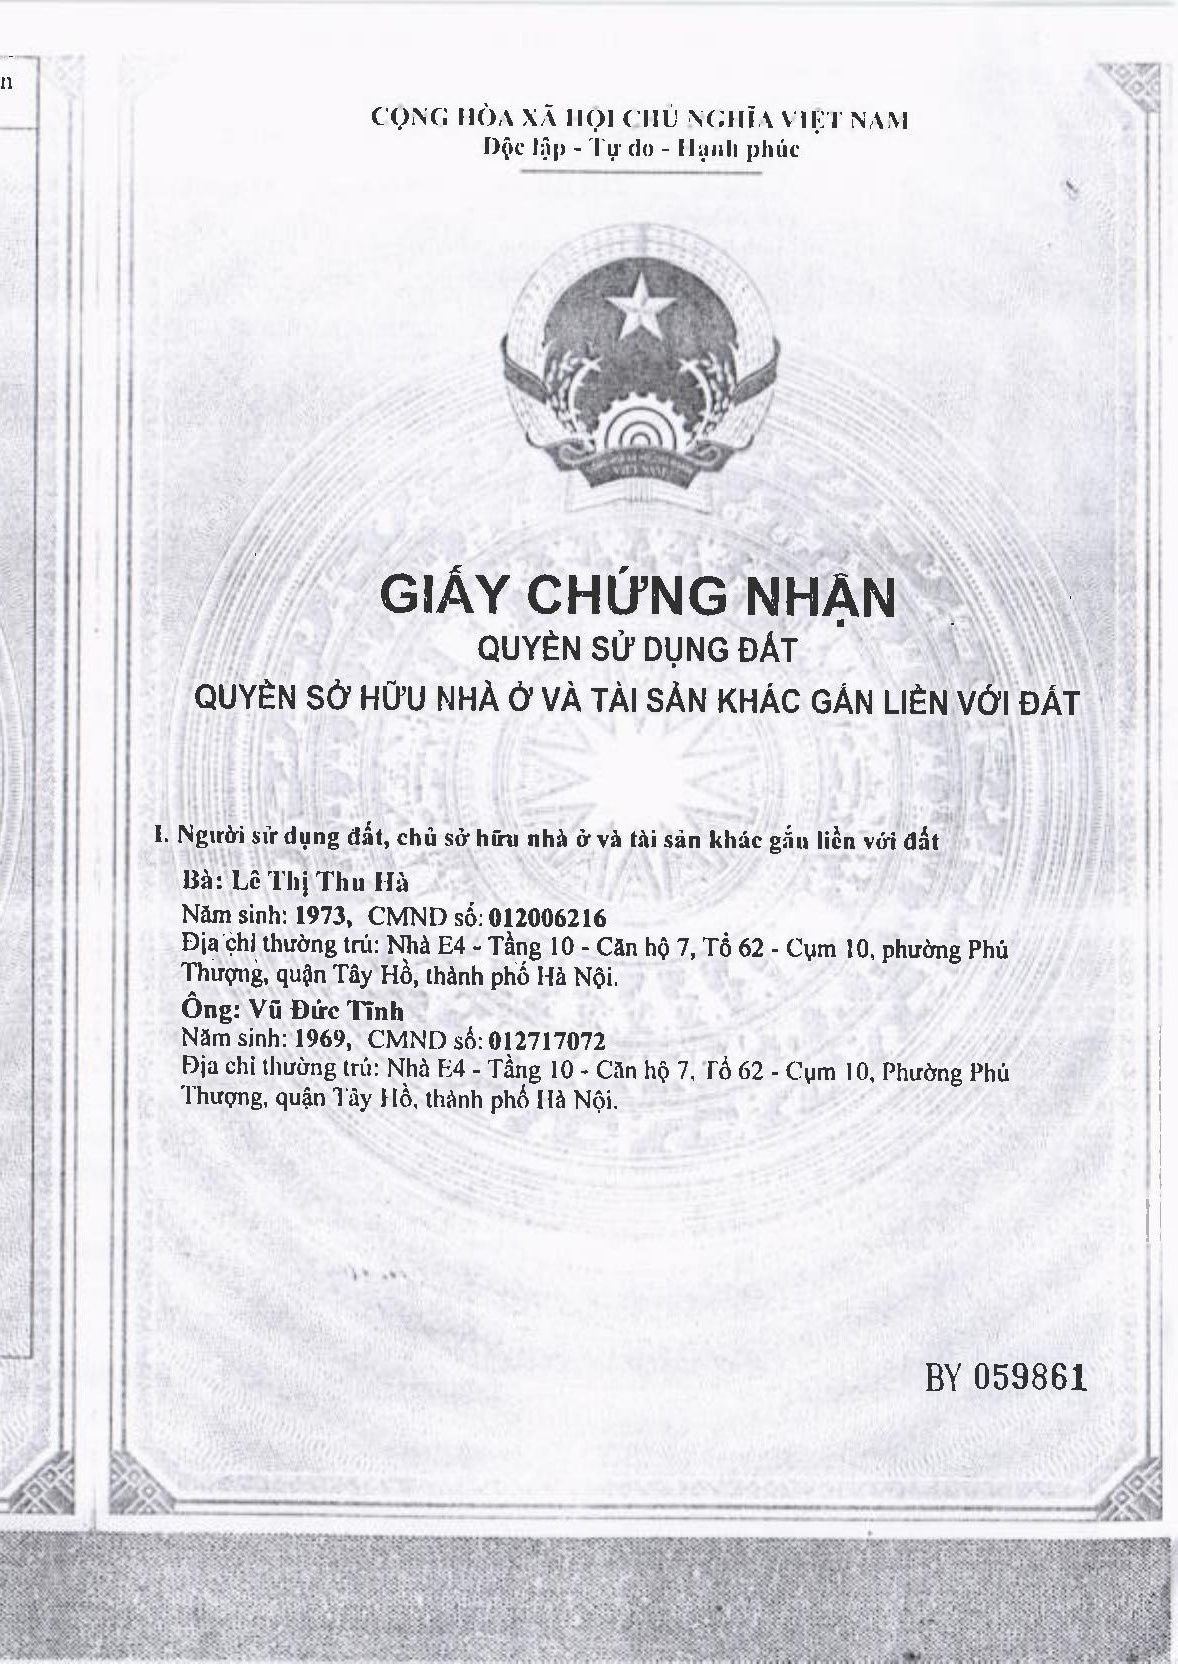 n
CỘNG HÒA XÃ HỘI CHỦ NGHĨA VIỆT NAM
Độc lập - Tự do - Hạnh phúc
GIẤY CHỨNG NHẬN
QUYỀN SỬ DỤNG ĐẤT
QUYỀN SỞ HỮU NHÀ Ở VÀ TÀI SẢN KHÁC GẮN LIỀN VỚI ĐẤT
I. Người sử dụng đất, chủ sở hữu nhà ở và tài sản khác gắn liền với đất
Bà: Lê Thị Thu Hà
Năm sinh: 1973, CMND số: 012006216
Địa chỉ thường trú: Nhà E4 - Tầng 10 - Căn hộ 7, Tổ 62 - Cụm 10, phường Phú
Thượng, quận Tây Hồ, thành phố Hà Nội.
Ông: Vũ Đức Tĩnh
Năm sinh: 1969, CMND số: 012717072
Địa chỉ thường trú: Nhà E4 - Tầng 10 - Căn hộ 7, Tổ 62 - Cụm 10, Phường Phú
Thượng, quận Tây Hồ, thành phố Hà Nội.
BY 059861